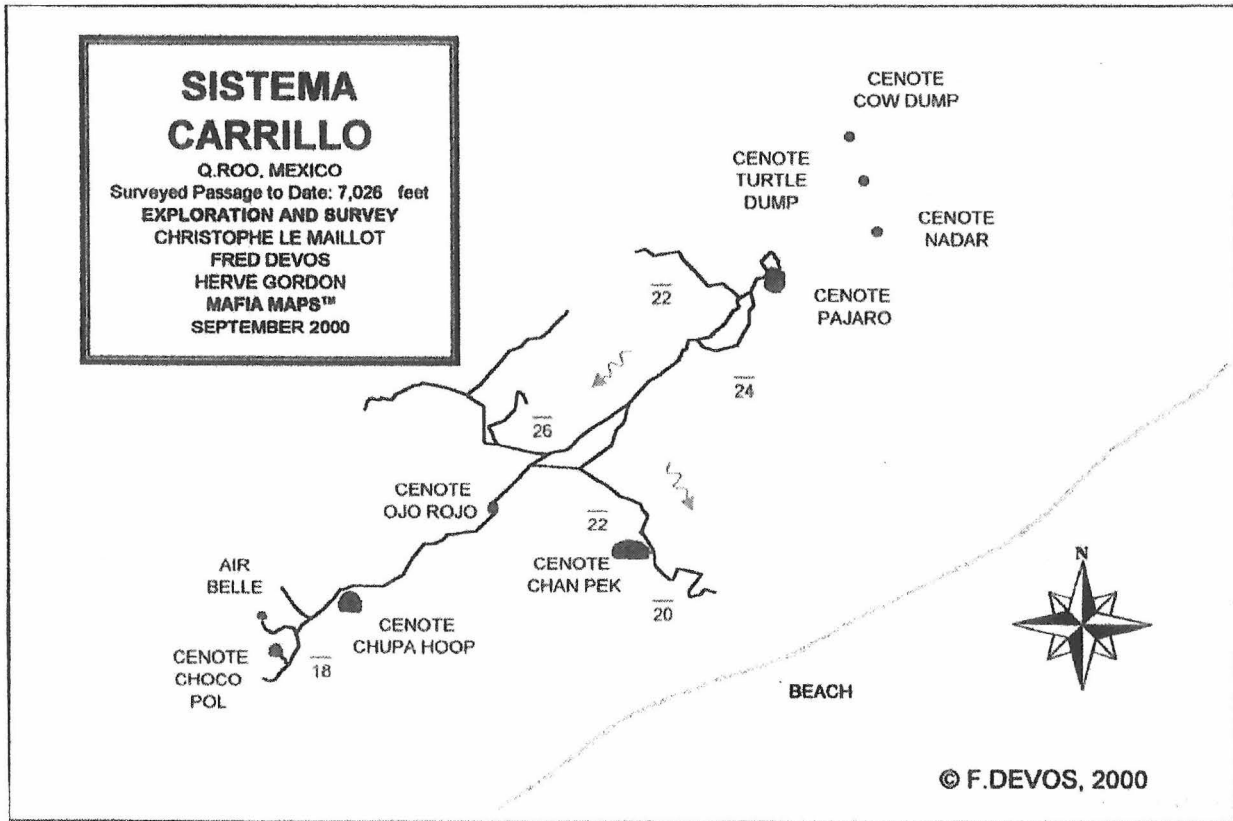 SISTEMA
CARRILLO
Q.ROO, MEXICO
Surveyed Passage to Date: 7,026 feet
EXPLORATION AND SURVEY
CHRISTOPHE LE MAILLOT
FRED DEVOS
HERVE GORDON
MAFIA MAPS™
SEPTEMBER 2000
CENOTE
COW DUMP
CENOTE
TURTLE
DUMP
CENOTE
NADAR
22
CENOTE
PAJARO
24
26
CENOTE
OJO ROJO
22
CENOTE
CHAN PEK
20
AIR
BELLE
CENOTE
CHUPA HOOP
18
CENOTE
CHOCO
POL
N
BEACH
© F.DEVOS, 2000